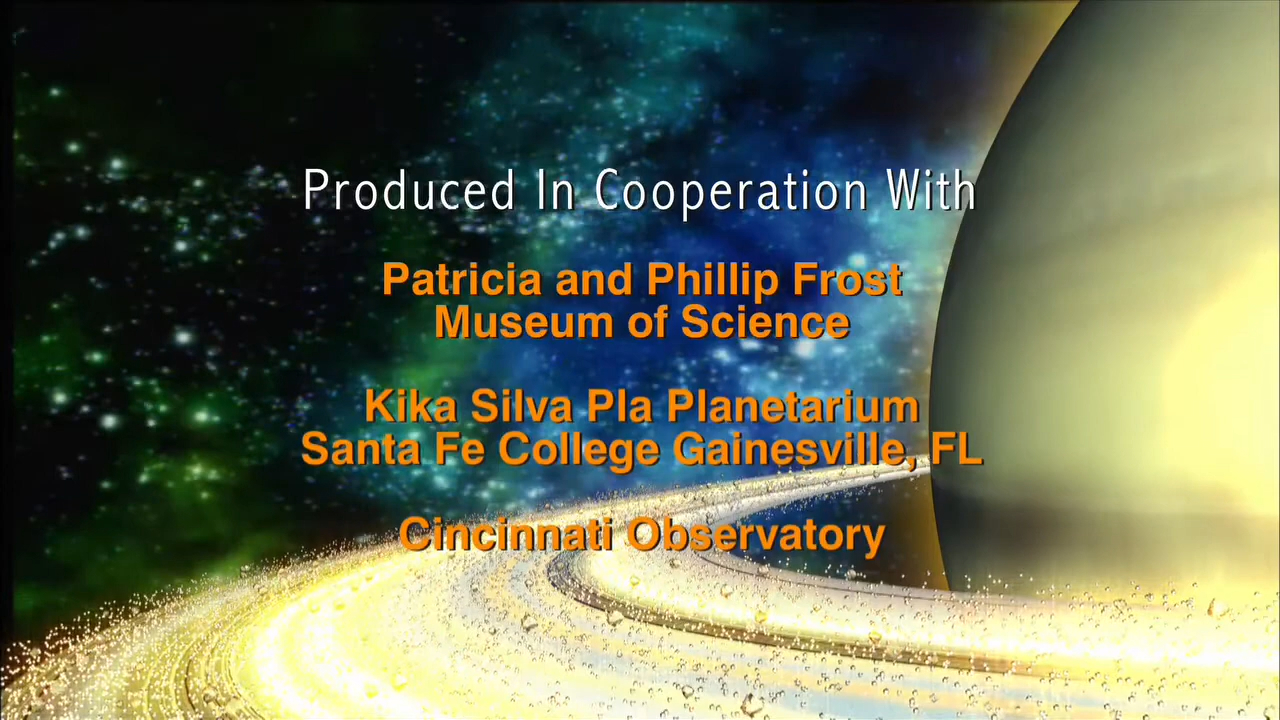 Produced In Cooperation With
Patricia and Phillip Frost
Museum of Science
Kika Silva Pla Planetarium
Santa Fe College Gainesville, FL
Cincinnati Observatory